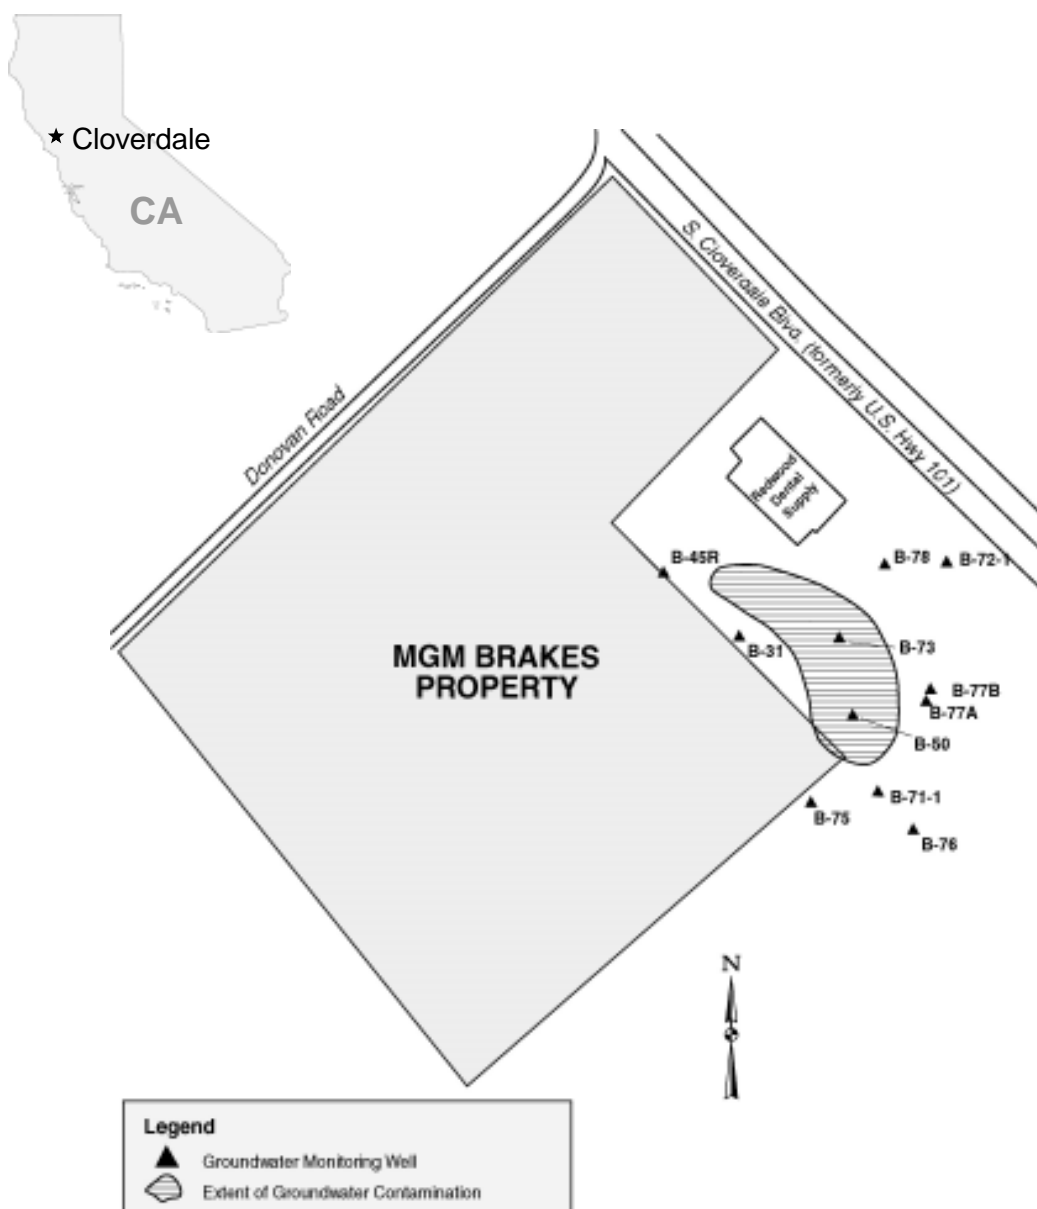 Cloverdale
CA
S. Cloverdale Blvd. (formerly U.S. Hwy 101)
Donovan Road
Redwood
Dental
Supply
B-45R
B-78
B-72-1
B-31
B-73
MGM BRAKES
PROPERTY
B-77B
B-77A
B-50
B-71-1
B-75
B-76
N
Legend
Groundwater Monitoring Well
Extent of Groundwater Contamination